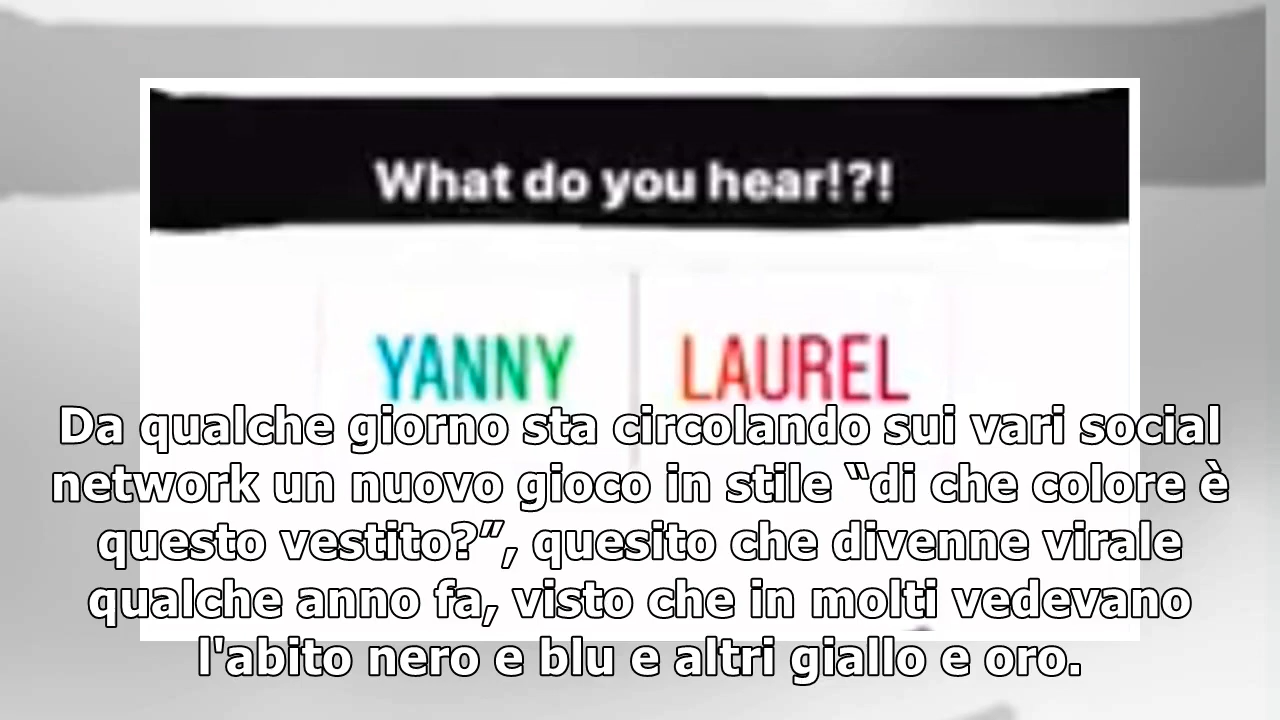 What do you hear!?!
YANNY LAUREL
Da qualche giorno sta circolando sui vari social
network un nuovo gioco in stile “di che colore è
questo vestito?”, quesito che divenne virale
qualche anno fa, visto che in molti vedevano
l'abito nero e blu e altri giallo e oro.